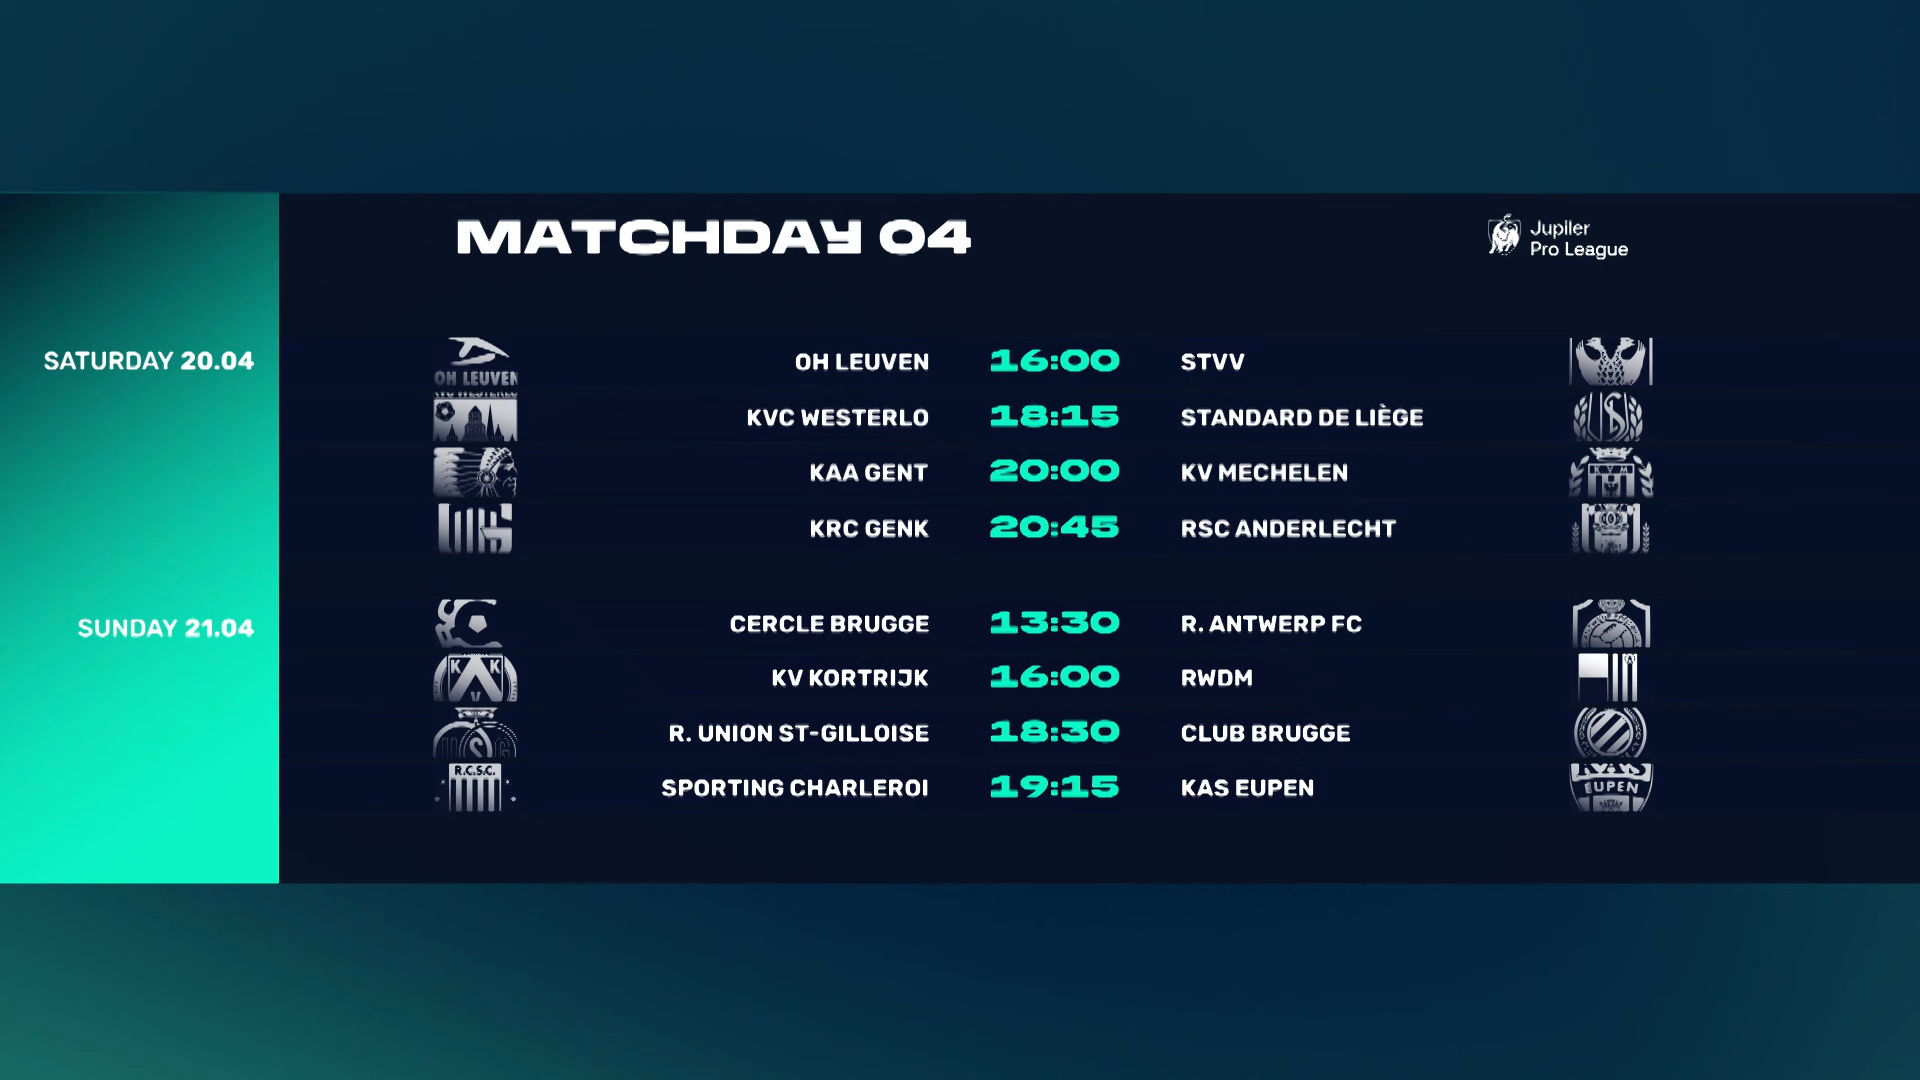 MATCHDAY 04
Jupiler
Pro League
SATURDAY 20.04
OH LEUVEN
OH LEUVEN 16:00 STVV
KVC WESTERLO 18:15 STANDARD DE LIÈGE
KAA GENT 20:00 KV MECHELEN
KVM
KRC GENK 20:45 RSC ANDERLECHT
SUNDAY 21.04
CERCLE BRUGGE 13:30 R. ANTWERP FC
K K
V
KV KORTRIJK 16:00 RWDM
USG
R. UNION ST-GILLOISE 18:30 CLUB BRUGGE
R.C.S.C.
SPORTING CHARLEROI 19:15 KAS EUPEN
KAS
EUPEN